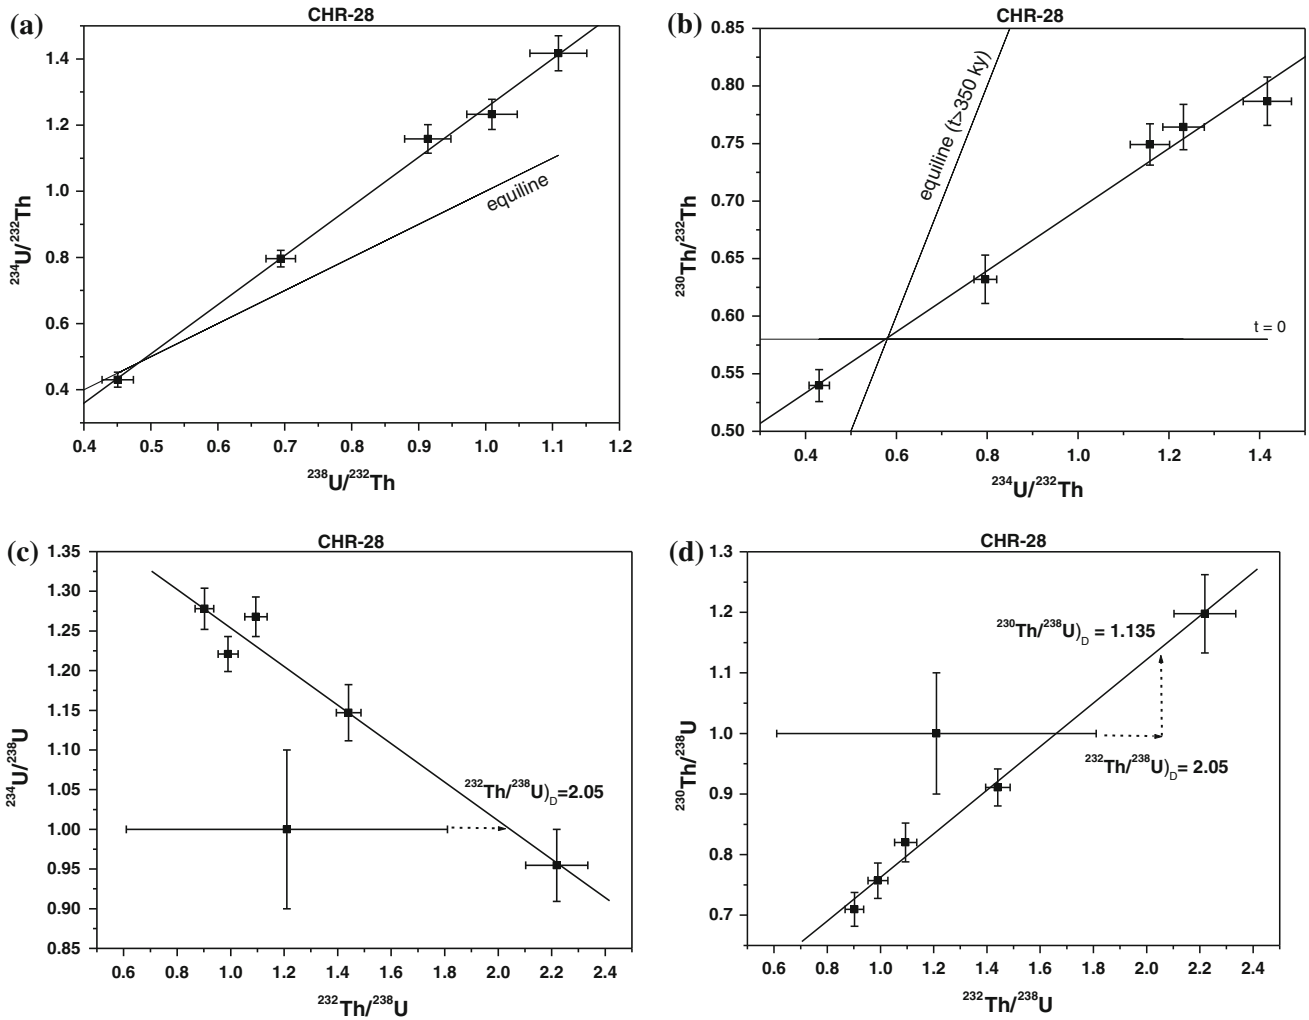 (a)
CHR-28
1.4
1.2
1.0
0.8
0.6
0.4
²³⁴U/²³²Th
equiline
0.4 0.5 0.6 0.7 0.8 0.9 1.0 1.1 1.2
²³⁸U/²³²Th
(b)
CHR-28
0.85
0.80
0.75
0.70
0.65
0.60
0.55
0.50
²³⁰Th/²³²Th
equiline (t>350 ky)
t = 0
0.4 0.6 0.8 1.0 1.2 1.4
²³⁴U/²³²Th
(c)
CHR-28
1.35
1.30
1.25
1.20
1.15
1.10
1.05
1.00
0.95
0.90
0.85
²³⁴U/²³⁸U
²³²Th/²³⁸U)D=2.05
0.6 0.8 1.0 1.2 1.4 1.6 1.8 2.0 2.2 2.4
²³²Th/²³⁸U
(d)
CHR-28
1.3
1.2
1.1
1.0
0.9
0.8
0.7
²³⁰Th/²³⁸U
²³⁰Th/²³⁸U)D = 1.135
²³²Th/²³⁸U)D = 2.05
0.6 0.8 1.0 1.2 1.4 1.6 1.8 2.0 2.2 2.4
²³²Th/²³⁸U